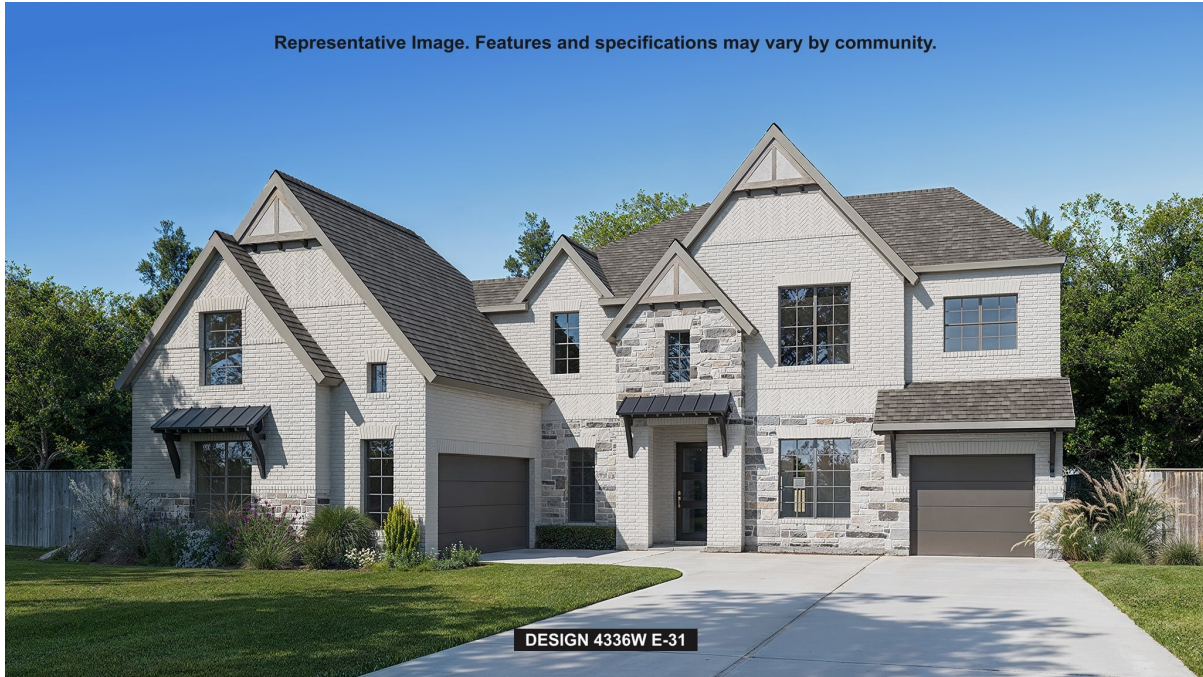 Representative Image. Features and specifications may vary by community.
DESIGN 4336W E-31